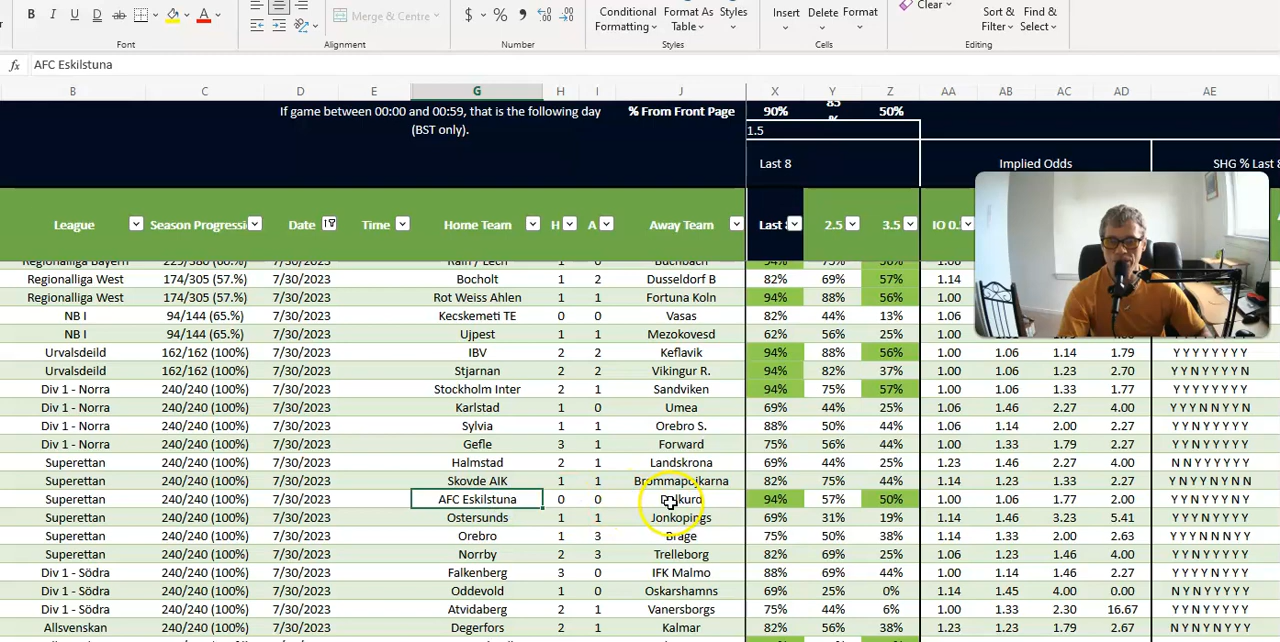 B I U D ab
Merge & Centre
$ % ,
Conditional Formatting
Format As Table
Styles
Insert Delete Format
Clear
Sort & Filter
Find & Select
Font Alignment Number Styles Cells Editing
fx AFC Eskilstuna
B C D E G H I J X Y Z AA AB AC AD AE
If game between 00:00 and 00:59, that is the following day (BST only). % From Front Page 90% 85% 50%
1.5
Last 8 Implied Odds SHG % Last 8
League Season Progressi Date Time Home Team H A Away Team Last 2.5 3.5 IO 0.
Regionalliga Bayern 1 0 Buchbach
Regionalliga West 174/305 (57.%) 7/30/2023 Bocholt 1 2 Dusseldorf B 82% 69% 57% 1.14
Regionalliga West 174/305 (57.%) 7/30/2023 Rot Weiss Ahlen 1 1 Fortuna Koln 94% 88% 56% 1.00
NB I 94/144 (65.%) 7/30/2023 Kecskemeti TE 0 0 Vasas 82% 44% 13% 1.06
NB I 94/144 (65.%) 7/30/2023 Ujpest 1 1 Mezokovesd 62% 56% 25%
Urvalsdeild 162/162 (100%) 7/30/2023 IBV 2 2 Keflavik 94% 88% 56% 1.00 1.06 1.14 1.79 Y Y Y Y Y Y Y Y
Urvalsdeild 162/162 (100%) 7/30/2023 Stjarnan 2 2 Vikingur R. 94% 82% 37% 1.00 1.06 1.23 2.70 Y Y N Y Y Y Y N
Div 1 - Norra 240/240 (100%) 7/30/2023 Stockholm Inter 2 1 Sandviken 94% 75% 57% 1.00 1.06 1.33 1.77 Y Y Y Y Y Y Y Y
Div 1 - Norra 240/240 (100%) 7/30/2023 Karlstad 1 0 Umea 69% 44% 25% 1.06 1.46 2.27 4.00 Y Y Y N N Y Y N
Div 1 - Norra 240/240 (100%) 7/30/2023 Sylvia 1 1 Orebro S. 88% 50% 44% 1.06 1.14 2.00 2.27 Y Y N Y Y Y Y Y
Div 1 - Norra 240/240 (100%) 7/30/2023 Gefle 3 1 Forward 75% 56% 44% 1.00 1.33 1.79 2.27 Y Y Y Y Y Y Y Y
Superettan 240/240 (100%) 7/30/2023 Halmstad 2 1 Landskrona 69% 44% 25% 1.23 1.46 2.27 4.00 N N Y Y Y Y Y Y
Superettan 240/240 (100%) 7/30/2023 Skovde AIK 1 1 Brommapojkarna 82% 75% 44% 1.06 1.23 1.33 2.27 Y Y Y Y Y Y N Y
Superettan 240/240 (100%) 7/30/2023 AFC Eskilstuna 0 0 94% 57% 50% 1.00 1.06 1.77 2.00 Y Y Y Y Y Y N Y
Superettan 240/240 (100%) 7/30/2023 Ostersunds 1 1 Jonkopings 69% 31% 19% 1.14 1.46 3.23 5.41 Y Y N Y Y Y Y Y
Superettan 240/240 (100%) 7/30/2023 Orebro 1 3 Brage 75% 50% 38% 1.14 1.33 2.00 2.63 Y Y Y N N N Y Y
Superettan 240/240 (100%) 7/30/2023 Norrby 2 3 Trelleborg 82% 69% 25% 1.06 1.23 1.46 4.00 Y Y Y Y Y Y Y Y
Div 1 - Södra 240/240 (100%) 7/30/2023 Falkenberg 3 3 IFK Malmo 88% 69% 44% 1.00 1.14 1.46 2.27 Y Y Y Y N Y Y Y
Div 1 - Södra 240/240 (100%) 7/30/2023 Oddevold 1 0 Oskarshamns 82% 25% 0% 1.14 1.45 4.00 0.00 N Y N Y Y Y Y Y
Div 1 - Södra 240/240 (100%) 7/30/2023 Atvidaberg 2 1 Vanersborgs 75% 44% 6% 1.00 1.33 2.30 16.67 Y Y N Y Y Y Y Y
Allsvenskan 240/240 (100%) 7/30/2023 Degerfors 2 1 Kalmar 82% 56% 38% 1.23 1.23 1.79 2.67 N Y N Y Y Y Y Y